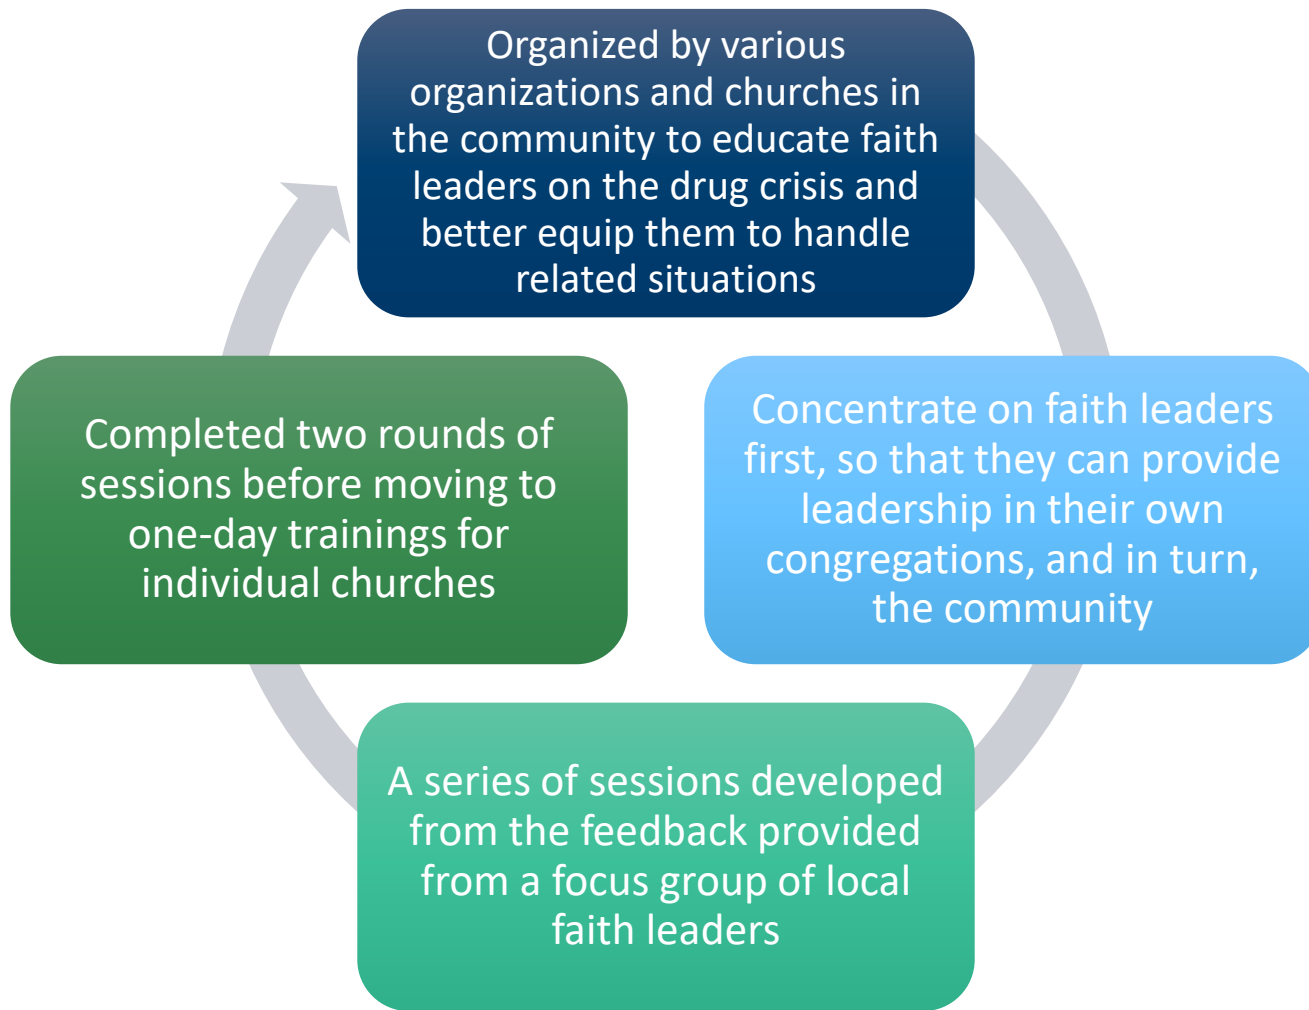 Organized by various
organizations and churches in
the community to educate faith
leaders on the drug crisis and
better equip them to handle
related situations
Concentrate on faith leaders
first, so that they can provide
leadership in their own
congregations, and in turn,
the community
A series of sessions developed
from the feedback provided
from a focus group of local
faith leaders
Completed two rounds of
sessions before moving to
one-day trainings for
individual churches